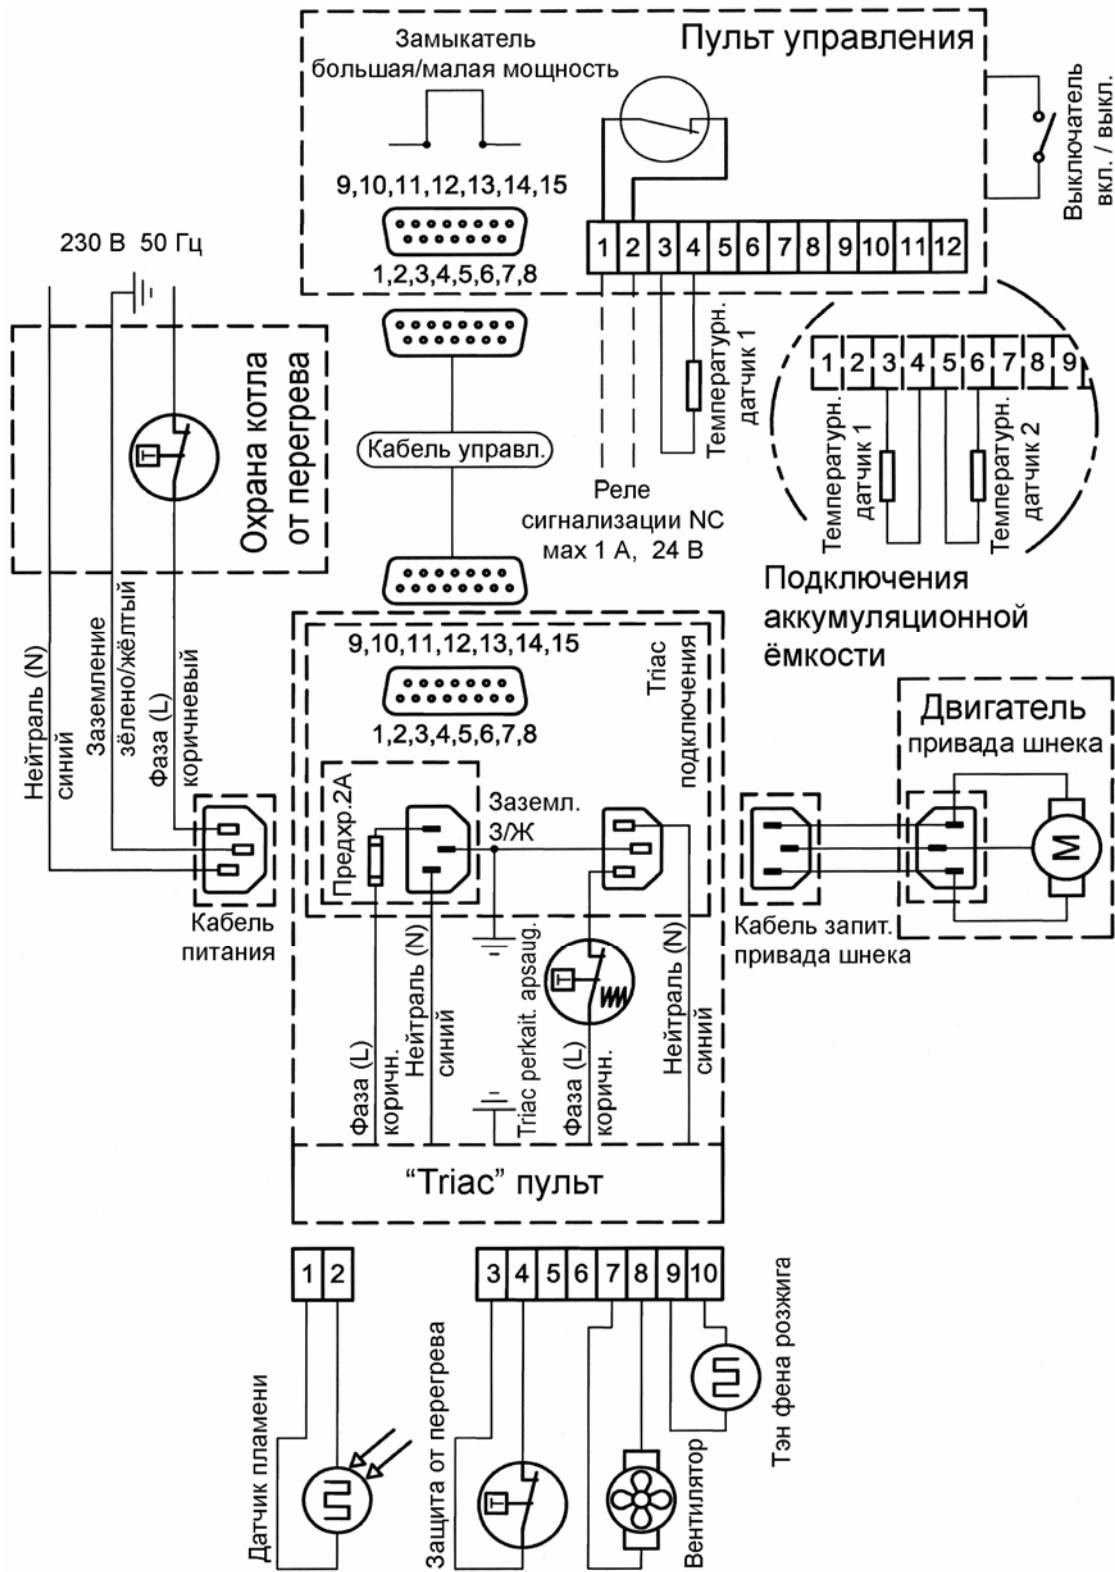 Пульт управления
Замыкатель
большая/малая мощность
Выключатель
вкл. / выкл.
9,10,11,12,13,14,15
1,2,3,4,5,6,7,8
1 2 3 4 5 6 7 8 9 10 11 12
230 В 50 Гц
Охрана котла
от перегрева
T
Кабель управл.
Температурн.
датчик 1
Реле
сигнализации NC
мах 1 А, 24 В
1 2 3 4 5 6 7 8 9
Температурн.
датчик 1
Температурн.
датчик 2
Подключения
аккумуляционной
ёмкости
Нейтраль (N)
синий
Заземление
зёлено/жёлтый
Фаза (L)
коричневый
Кабель
питания
9,10,11,12,13,14,15
1,2,3,4,5,6,7,8
Triac
подключения
Предхр.2А
Заземл.
З/Ж
Двигатель
привада шнека
M
Кабель запит.
привада шнека
Фаза (L)
коричн.
Нейтраль (N)
синий
Triac perkait. apsaug.
T
Фаза (L)
коричн.
Нейтраль (N)
синий
“Triac” пульт
1 2
3 4 5 6 7 8 9 10
Датчик пламени
Защита от перегрева
T
Вентилятор
Тэн фена розжига